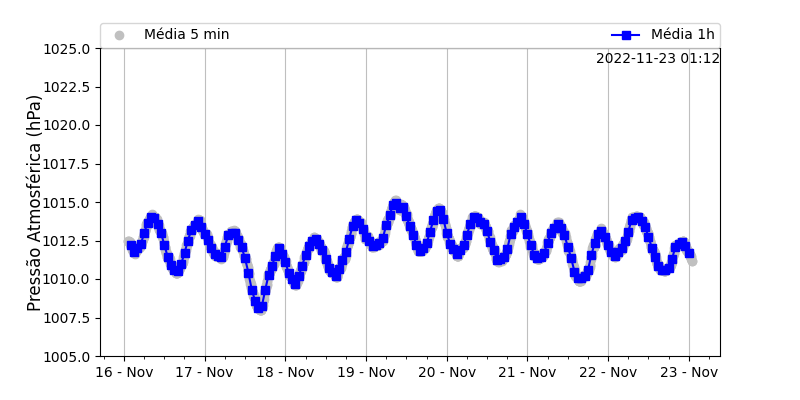 Média 5 min
Média 1h
2022-11-23 01:12
Pressão Atmosférica (hPa)
1025.0
1022.5
1020.0
1017.5
1015.0
1012.5
1010.0
1007.5
1005.0
16 - Nov
17 - Nov
18 - Nov
19 - Nov
20 - Nov
21 - Nov
22 - Nov
23 - Nov